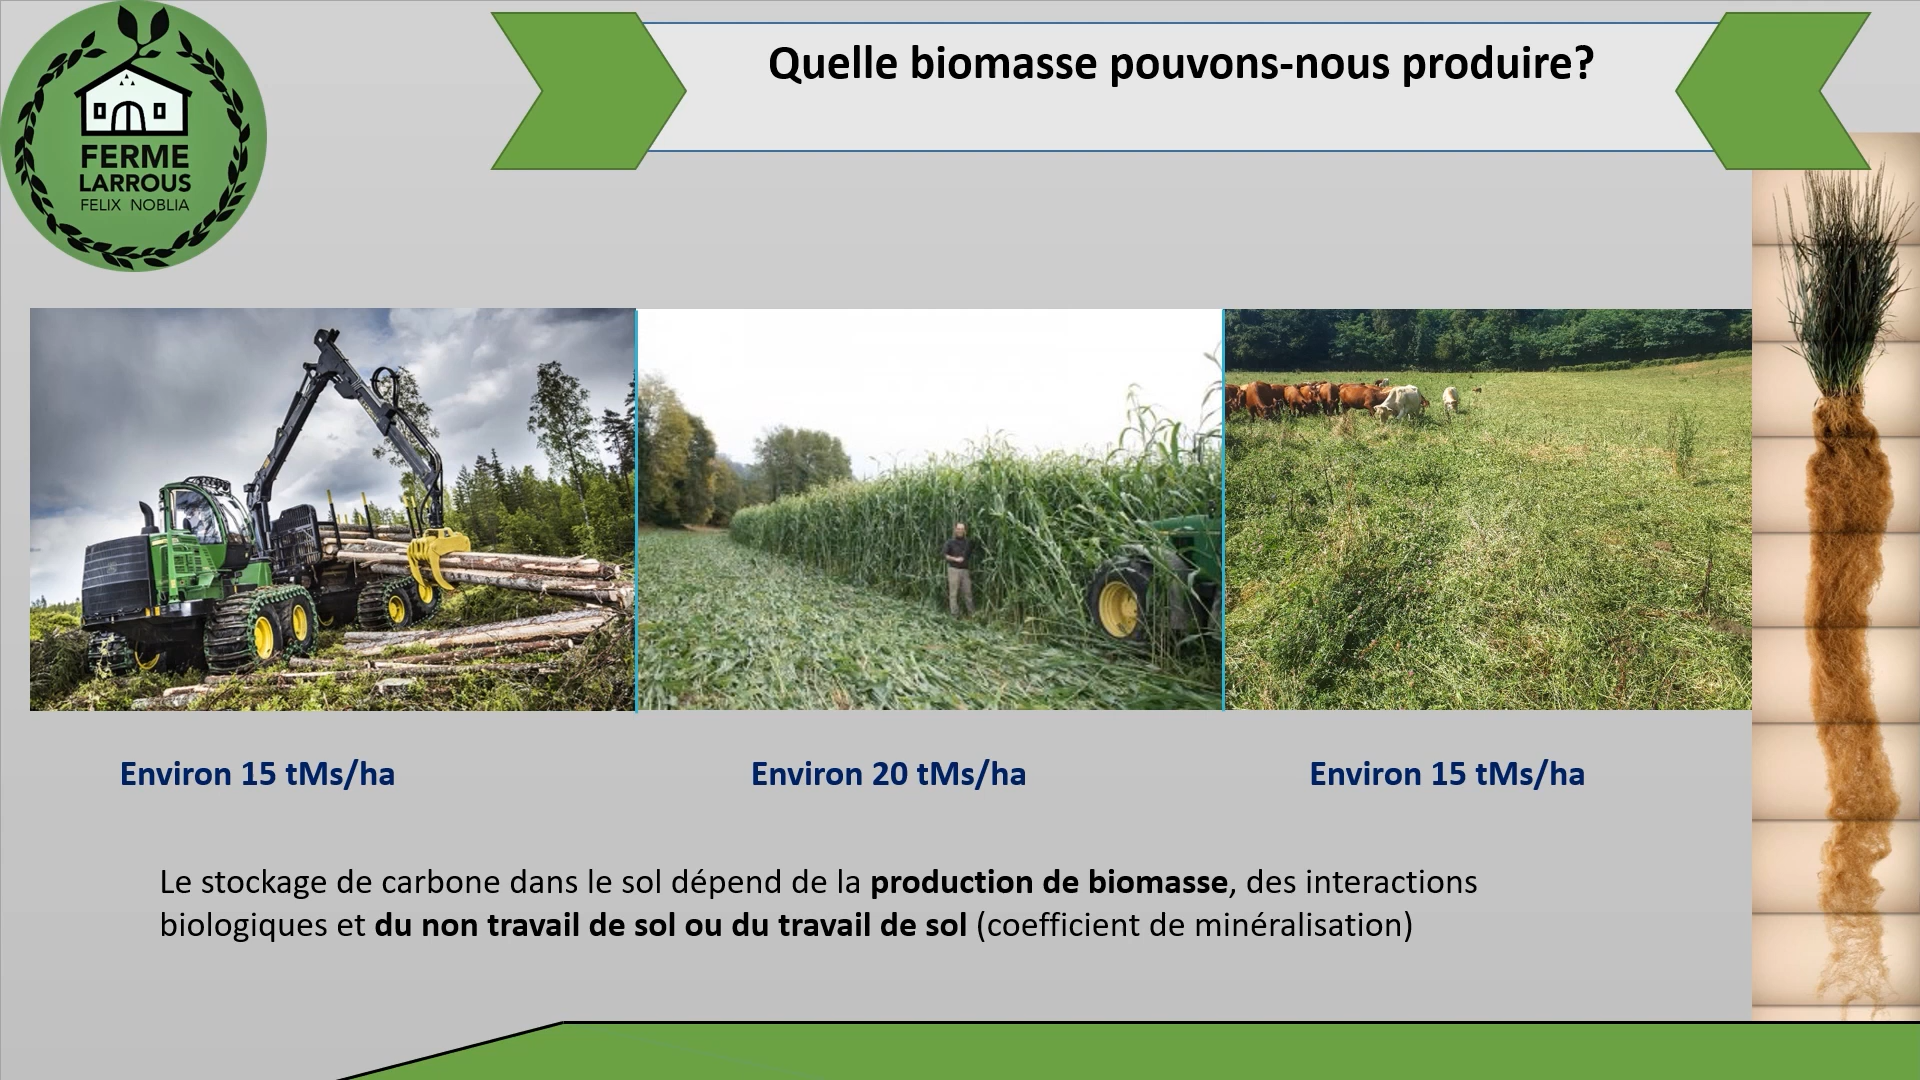 FERME
LARROUS
FELIX NOBLIA
Quelle biomasse pouvons-nous produire?
Environ 15 tMs/ha
Environ 20 tMs/ha
Environ 15 tMs/ha
Le stockage de carbone dans le sol dépend de la production de biomasse, des interactions
biologiques et du non travail de sol ou du travail de sol (coefficient de minéralisation)